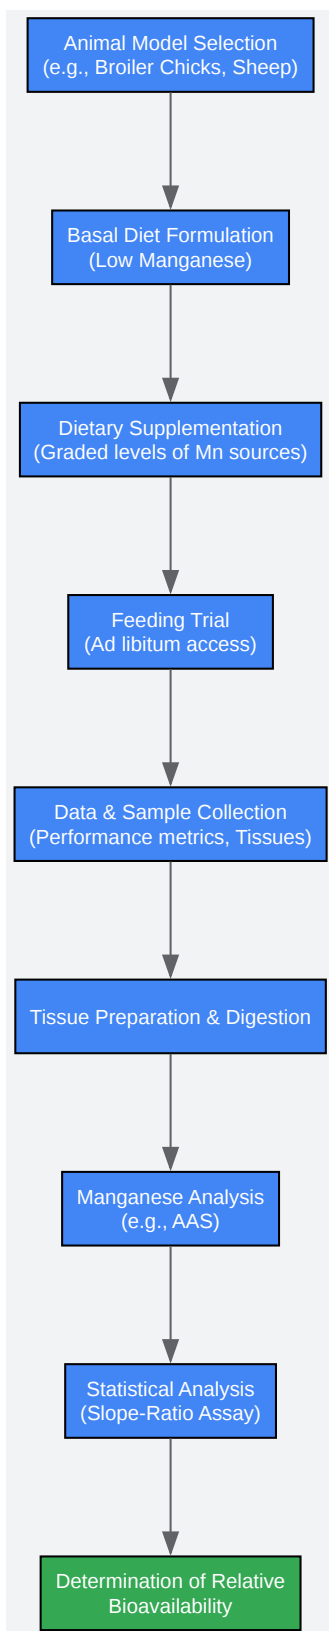 Animal Model Selection
(e.g., Broiler Chicks, Sheep)
Basal Diet Formulation
(Low Manganese)
Dietary Supplementation
(Graded levels of Mn sources)
Feeding Trial
(Ad libitum access)
Data & Sample Collection
(Performance metrics, Tissues)
Tissue Preparation & Digestion
Manganese Analysis
(e.g., AAS)
Statistical Analysis
(Slope-Ratio Assay)
Determination of Relative
Bioavailability